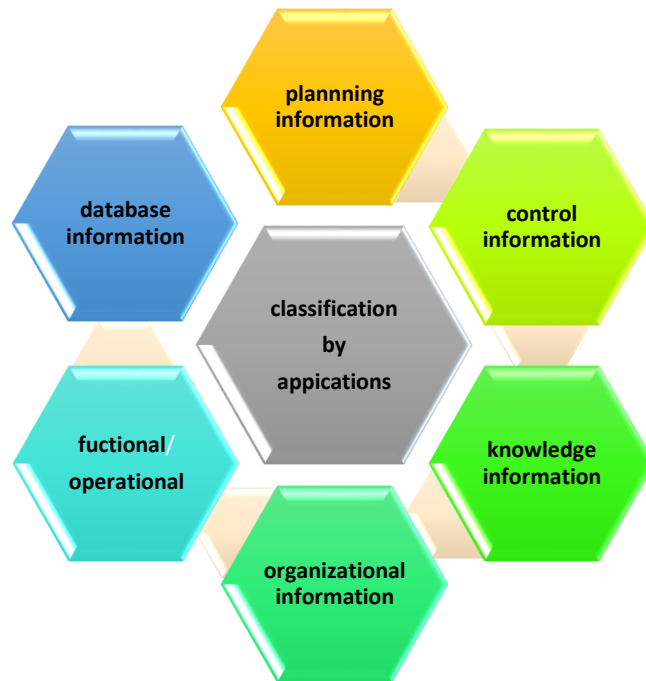 plannning
information
control
information
knowledge
information
organizational
information
fuctional/
operational
database
information
classification
by
appications